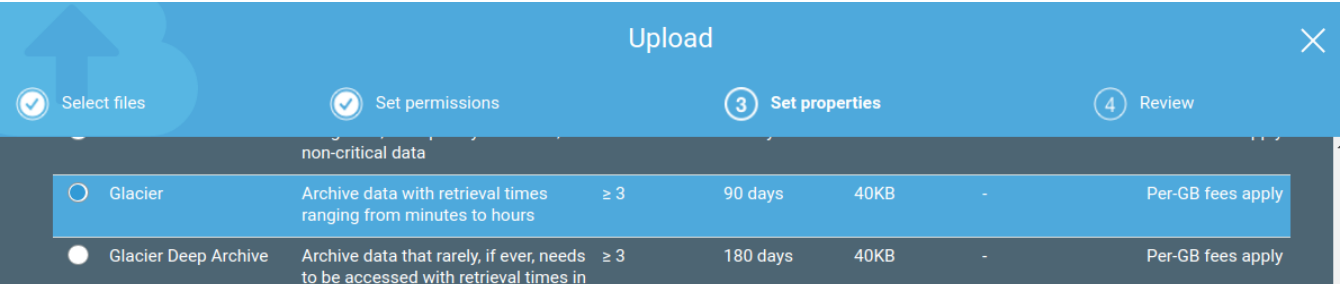 Upload
Select files
Set permissions
3 Set properties
4 Review
non-critical data
Glacier Archive data with retrieval times ≥ 3 90 days 40KB - Per-GB fees apply
ranging from minutes to hours
Glacier Deep Archive Archive data that rarely, if ever, needs ≥ 3 180 days 40KB - Per-GB fees apply
to be accessed with retrieval times in